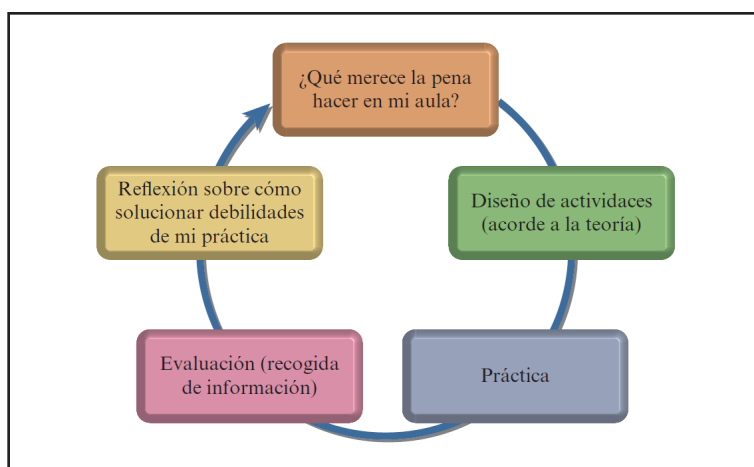 ¿Qué merece la pena
hacer en mi aula?
Diseño de actividaces
(acorde a la teoría)
Práctica
Evaluación (recogida
de información)
Reflexión sobre cómo
solucionar debilidades
de mi práctica